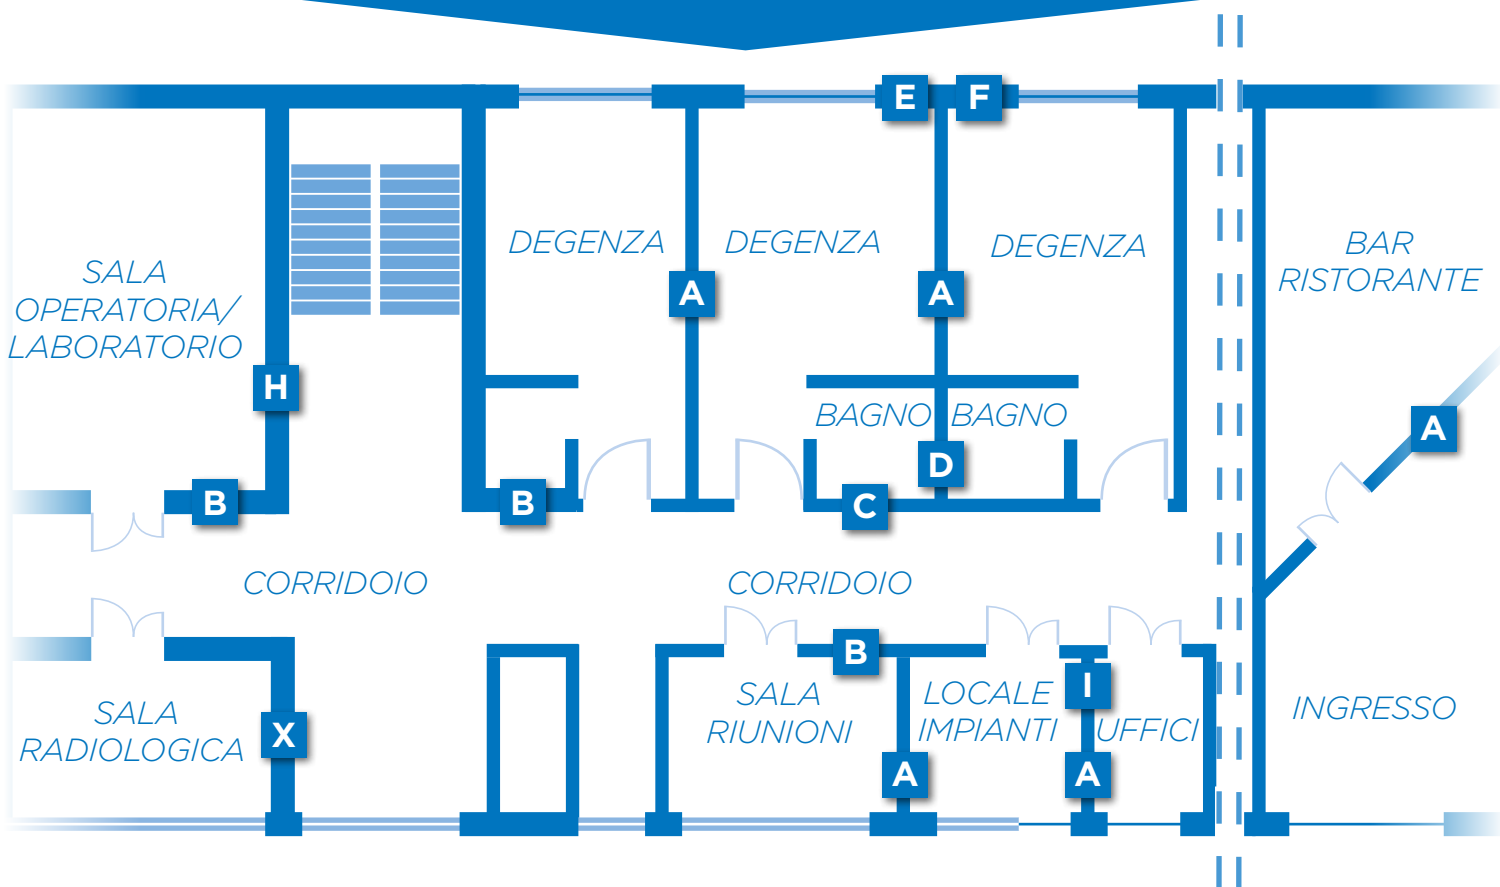 E
F
DEGENZA
DEGENZA
DEGENZA
BAR
RISTORANTE
SALA
OPERATORIA/
LABORATORIO
A
A
H
BAGNO
BAGNO
A
D
B
B
C
CORRIDOIO
CORRIDOIO
B
SALA
RIUNIONI
LOCALE
IMPIANTI
I
UFFICI
INGRESSO
SALA
RADIOLOGICA
X
A
A